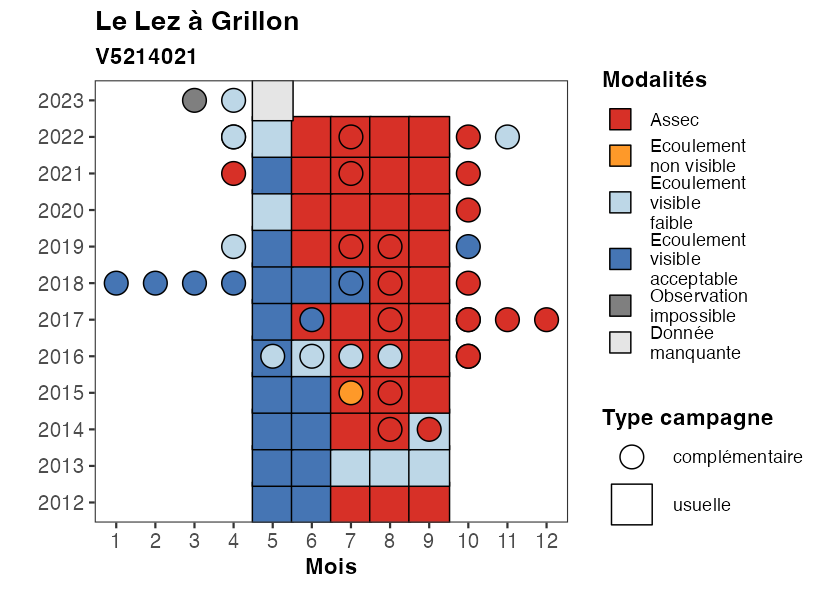 Le Lez à Grillon
V5214021
2023
2022
2021
2020
2019
2018
2017
2016
2015
2014
2013
2012
1 2 3 4 5 6 7 8 9 10 11 12
Mois
Modalités
Assec
Ecoulement
non visible
Ecoulement
visible
faible
Ecoulement
visible
acceptable
Observation
impossible
Donnée
manquante
Type campagne
complémentaire
usuelle